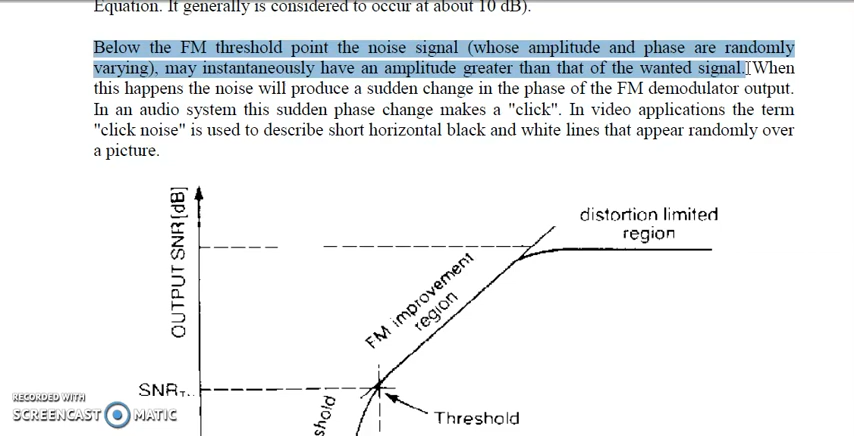 Equation. It generally is considered to occur at about 10 dB).
Below the FM threshold point the noise signal (whose amplitude and phase are randomly
varying), may instantaneously have an amplitude greater than that of the wanted signal. When
this happens the noise will produce a sudden change in the phase of the FM demodulator output.
In an audio system this sudden phase change makes a "click". In video applications the term
"click noise" is used to describe short horizontal black and white lines that appear randomly over
a picture.
OUTPUT SNR [dB]
distortion limited
region
FM improvement
region
SNRT
Threshold
RECORDED WITH
SCREENCAST MATIC